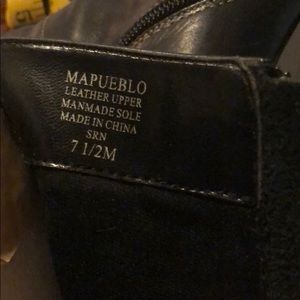 MAPUEBLO
LEATHER UPPER
MANMADE SOLE
MADE IN CHINA
SRN
7 1/2M